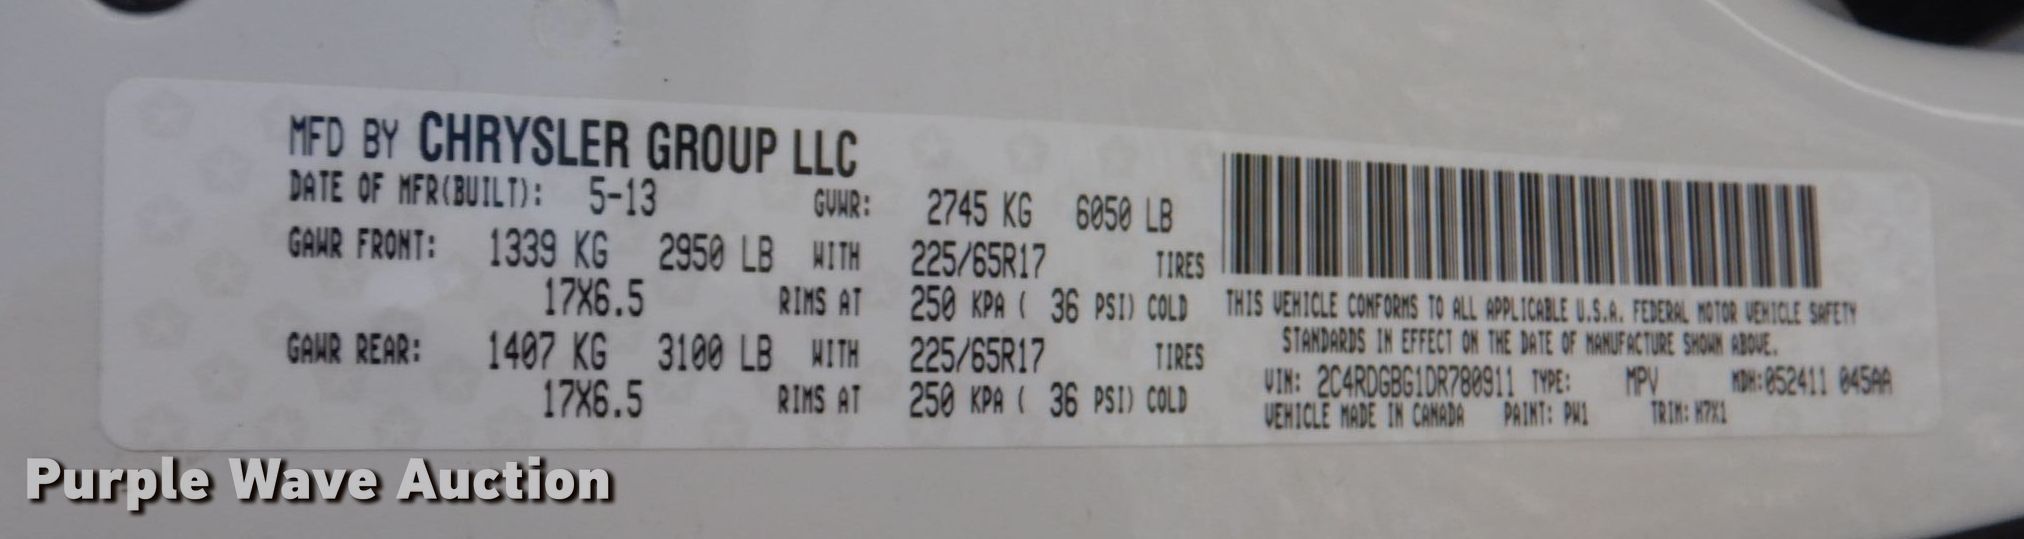 MFD BY CHRYSLER GROUP LLC
DATE OF MFR(BUILT): 5-13 GVWR: 2745 KG 6050 LB
GAWR FRONT: 1339 KG 2950 LB WITH 225/65R17 TIRES
17X6.5 RIMS AT 250 KPA ( 36 PSI) COLD
GAWR REAR: 1407 KG 3100 LB WITH 225/65R17 TIRES
17X6.5 RIMS AT 250 KPA ( 36 PSI) COLD
THIS VEHICLE CONFORMS TO ALL APPLICABLE U.S.A. FEDERAL MOTOR VEHICLE SAFETY
STANDARDS IN EFFECT ON THE DATE OF MANUFACTURE SHOWN ABOVE.
VIN: 2C4RDGBG1DR780911 TYPE: MPV MDH:052411 045AA
VEHICLE MADE IN CANADA PAINT: PW1 TRIM: H7X1
Purple Wave Auction